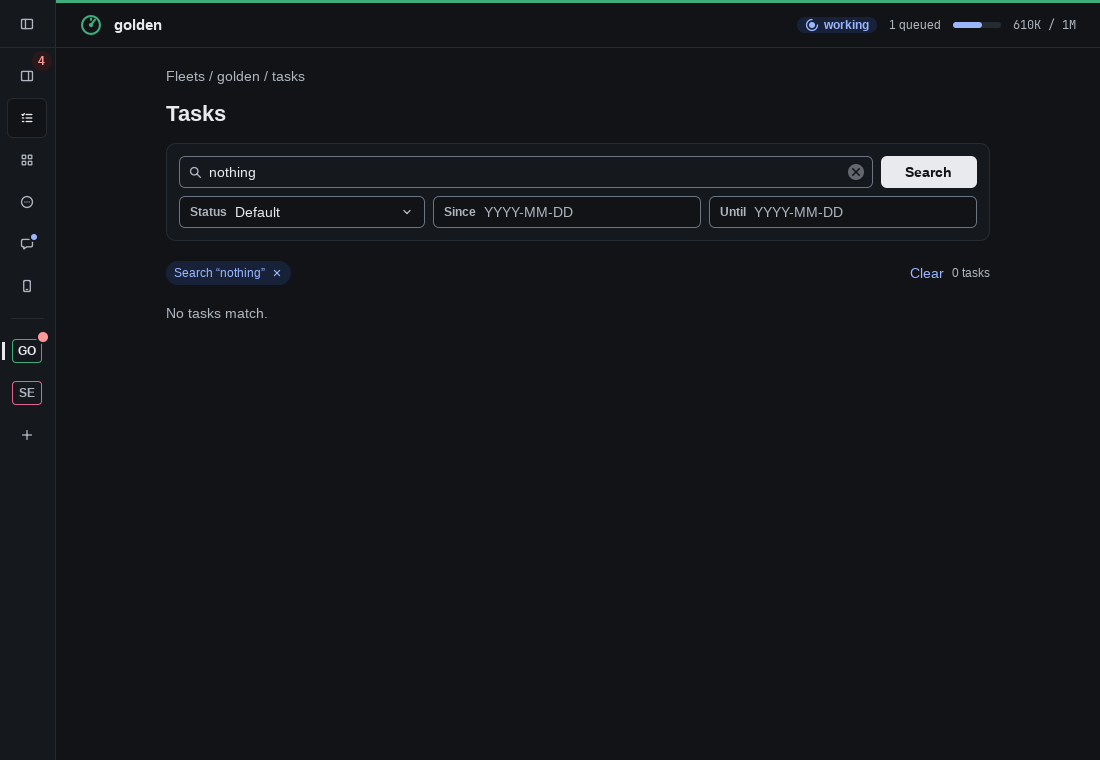 golden
working
1 queued
610K / 1M
4
Fleets / golden / tasks
Tasks
nothing
Search
Status Default
Since YYYY-MM-DD
Until YYYY-MM-DD
Search “nothing” ×
Clear 0 tasks
No tasks match.
GO
SE